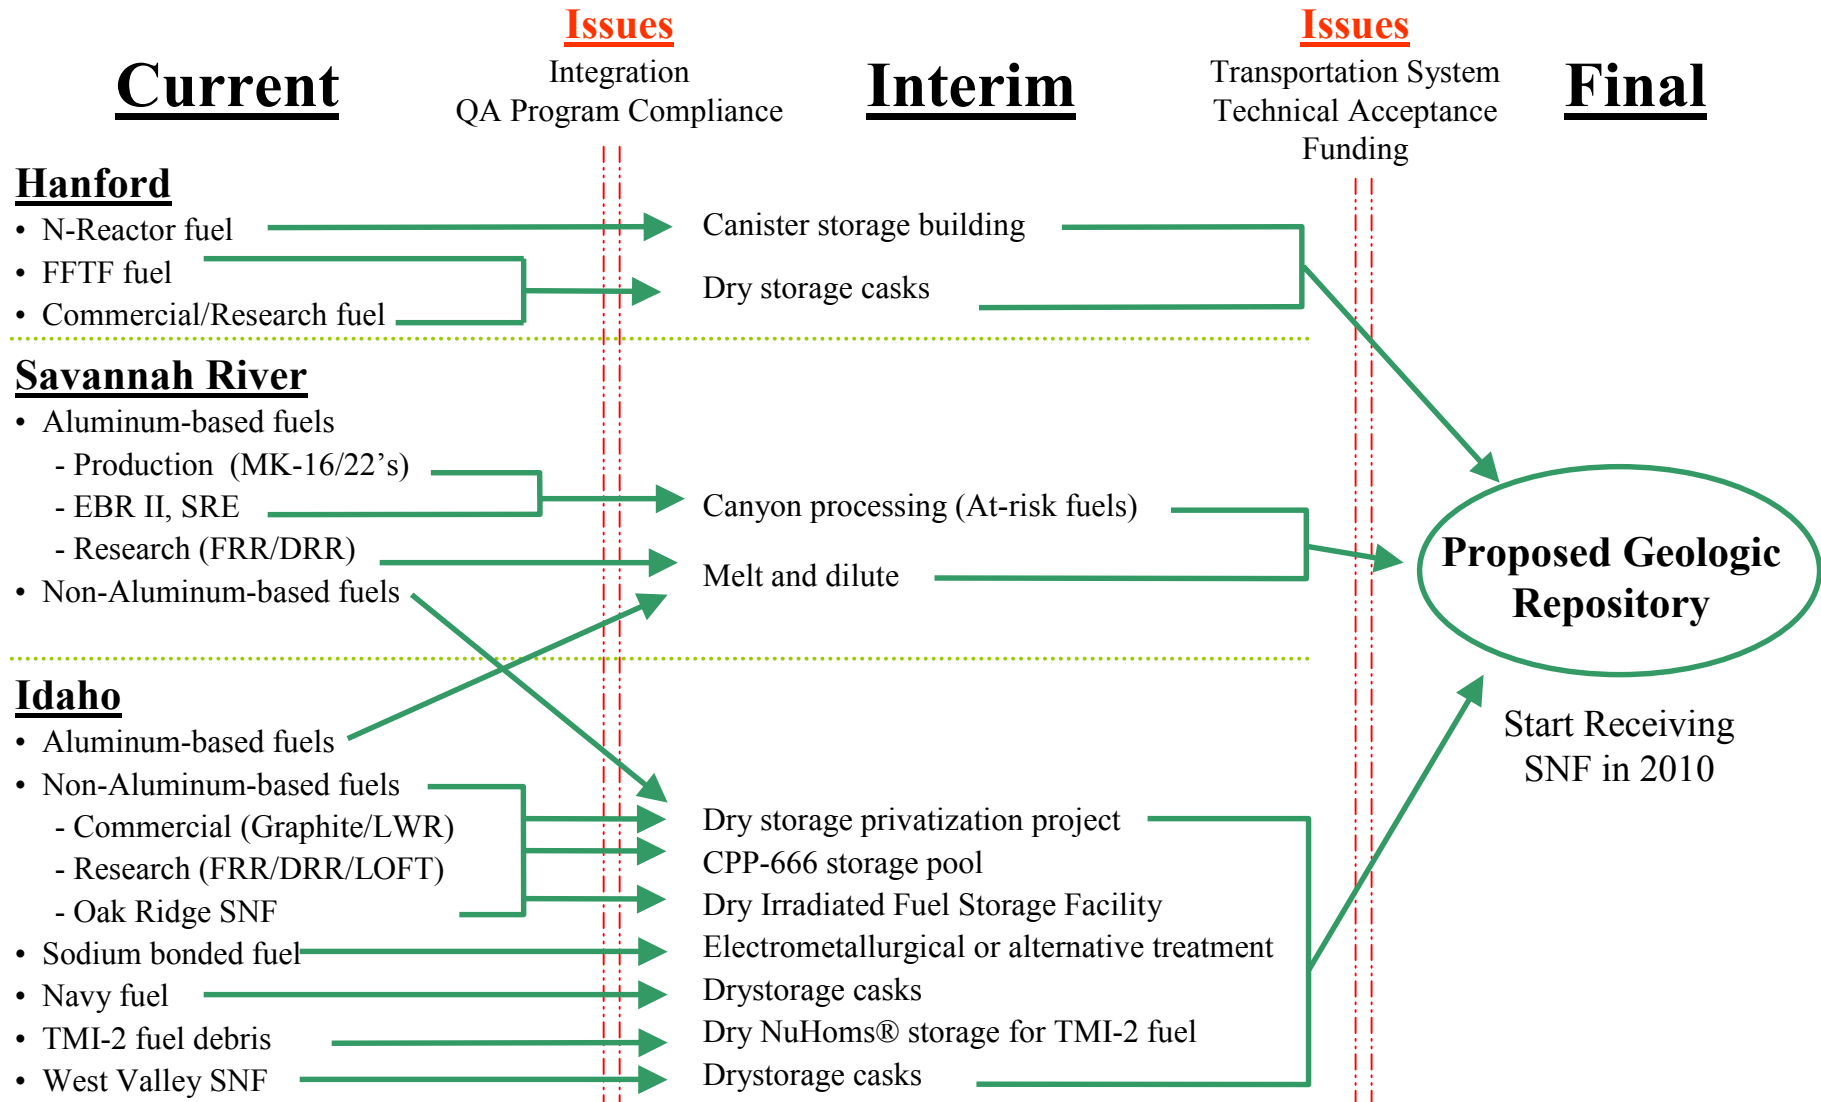 Issues
Issues
Current
Integration
QA Program Compliance
Interim
Transportation System
Technical Acceptance
Funding
Final
Hanford
• N-Reactor fuel
• FFTF fuel
• Commercial/Research fuel
Canister storage building
Dry storage casks
Savannah River
• Aluminum-based fuels
- Production (MK-16/22’s)
- EBR II, SRE
- Research (FRR/DRR)
• Non-Aluminum-based fuels
Canyon processing (At-risk fuels)
Melt and dilute
Proposed Geologic
Repository
Start Receiving
SNF in 2010
Idaho
• Aluminum-based fuels
• Non-Aluminum-based fuels
- Commercial (Graphite/LWR)
- Research (FRR/DRR/LOFT)
- Oak Ridge SNF
• Sodium bonded fuel
• Navy fuel
• TMI-2 fuel debris
• West Valley SNF
Dry storage privatization project
CPP-666 storage pool
Dry Irradiated Fuel Storage Facility
Electrometallurgical or alternative treatment
Drystorage casks
Dry NuHoms® storage for TMI-2 fuel
Drystorage casks